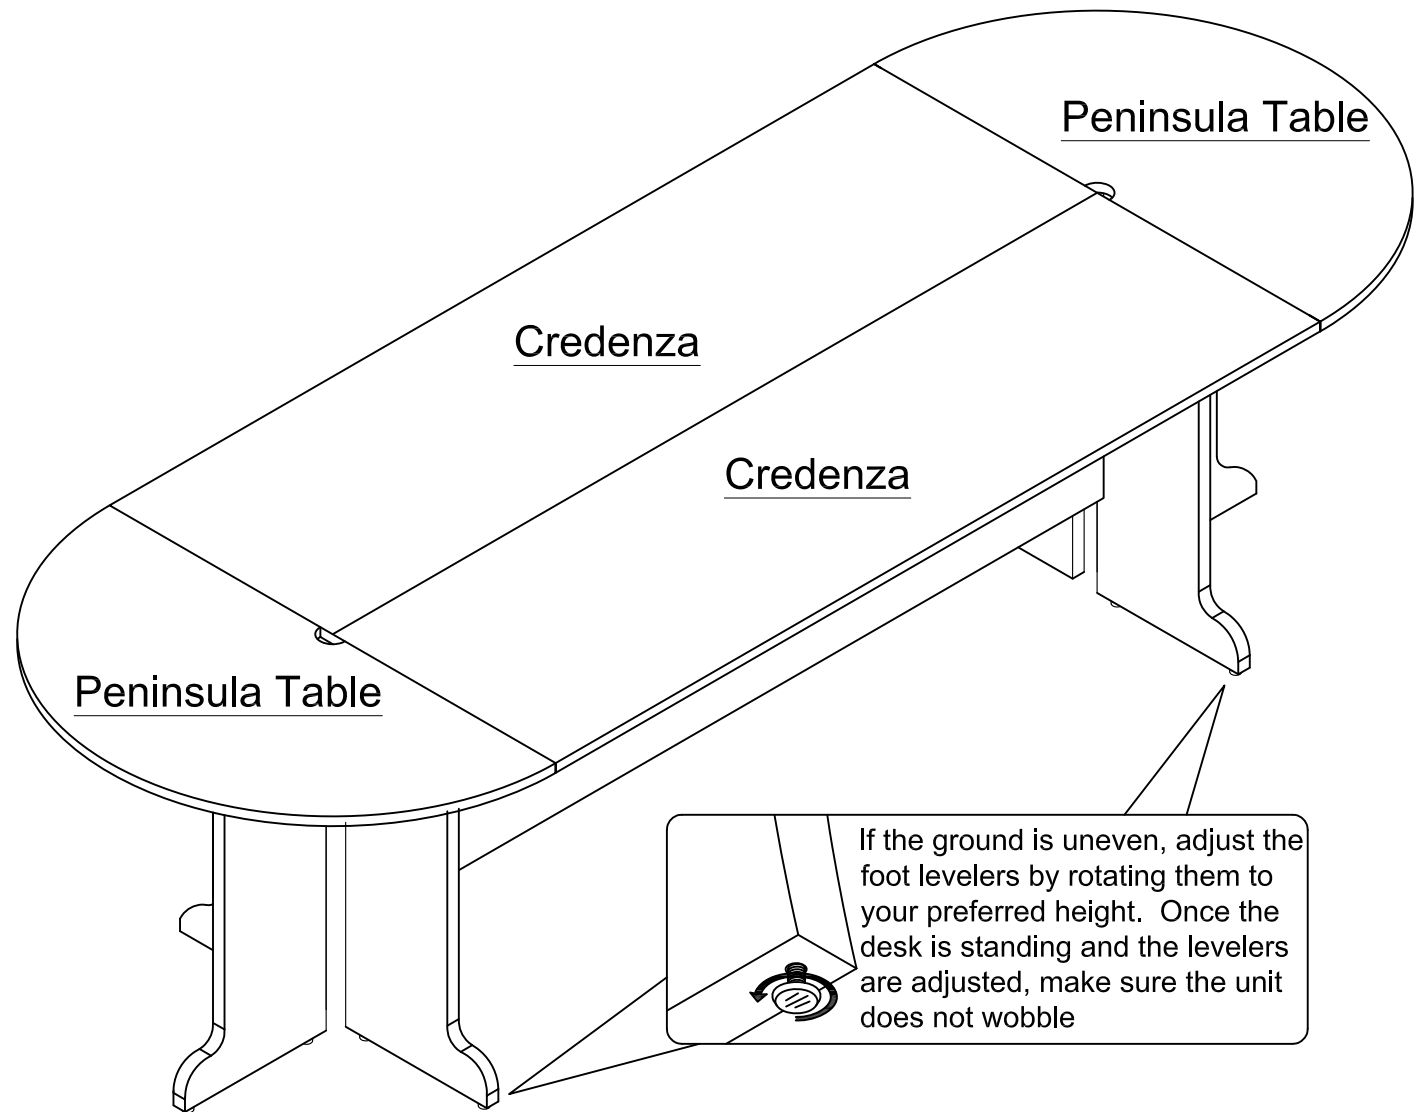 Peninsula Table
Credenza
Credenza
Peninsula Table
If the ground is uneven, adjust the
foot levelers by rotating them to
your preferred height.  Once the
desk is standing and the levelers
are adjusted, make sure the unit
does not wobble